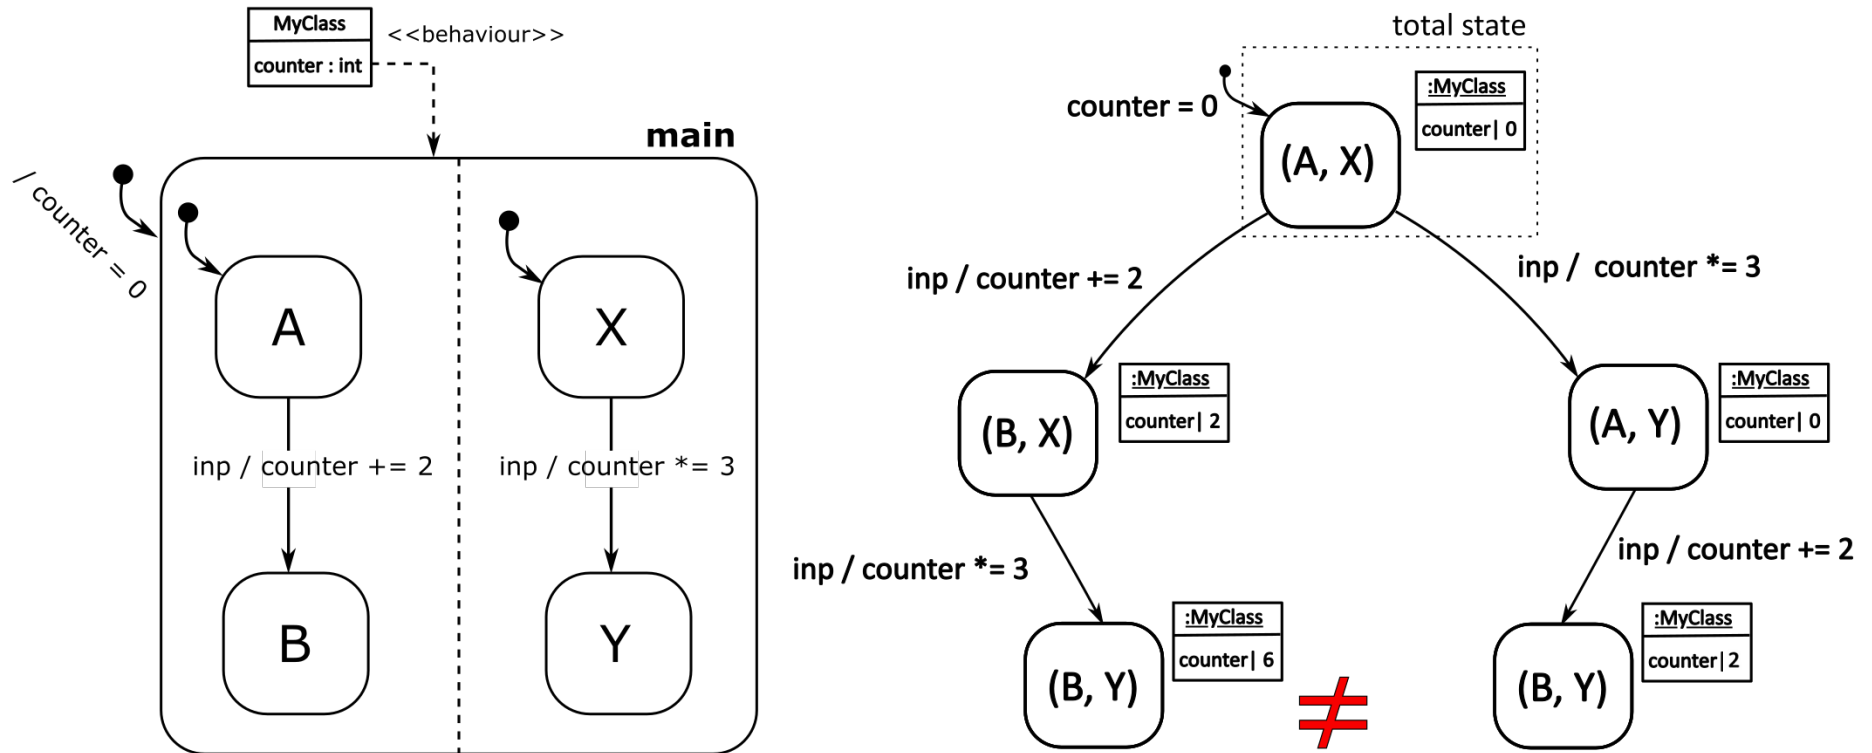 MyClass
<<behaviour>>
counter : int
main
/ counter = 0
A
X
inp / counter += 2
inp / counter *= 3
B
Y
total state
counter = 0
(A, X)
:MyClass
counter| 0
inp / counter += 2
inp / counter *= 3
(B, X)
:MyClass
counter| 2
(A, Y)
:MyClass
counter| 0
inp / counter *= 3
inp / counter += 2
(B, Y)
:MyClass
counter| 6
≠
(B, Y)
:MyClass
counter|2